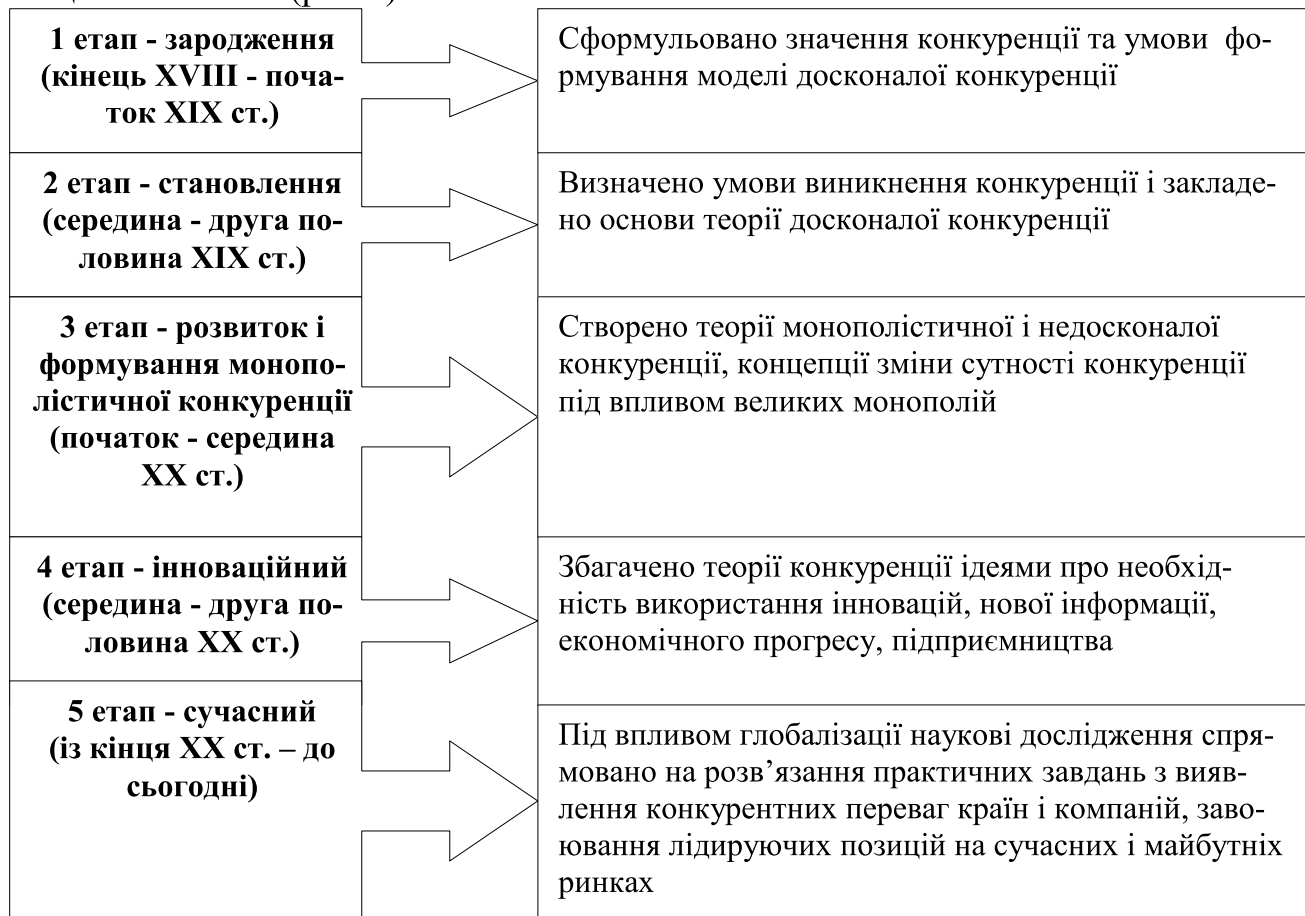 1 етап - зародження
(кінець XVIII - поча-
ток XIX ст.)
Сформульовано значення конкуренції та умови фо-
рмування моделі досконалої конкуренції
2 етап - становлення
(середина - друга по-
ловина XIX ст.)
Визначено умови виникнення конкуренції і закладе-
но основи теорії досконалої конкуренції
3 етап - розвиток і
формування монопо-
лістичної конкуренції
(початок - середина
XX ст.)
Створено теорії монополістичної і недосконалої
конкуренції, концепції зміни сутності конкуренції
під впливом великих монополій
4 етап - інноваційний
(середина - друга по-
ловина XX ст.)
Збагачено теорії конкуренції ідеями про необхід-
ність використання інновацій, нової інформації,
економічного прогресу, підприємництва
5 етап - сучасний
(із кінця XX ст. – до
сьогодні)
Під впливом глобалізації наукові дослідження спря-
мовано на розв’язання практичних завдань з вияв-
лення конкурентних переваг країн і компаній, заво-
ювання лідируючих позицій на сучасних і майбутніх
ринках